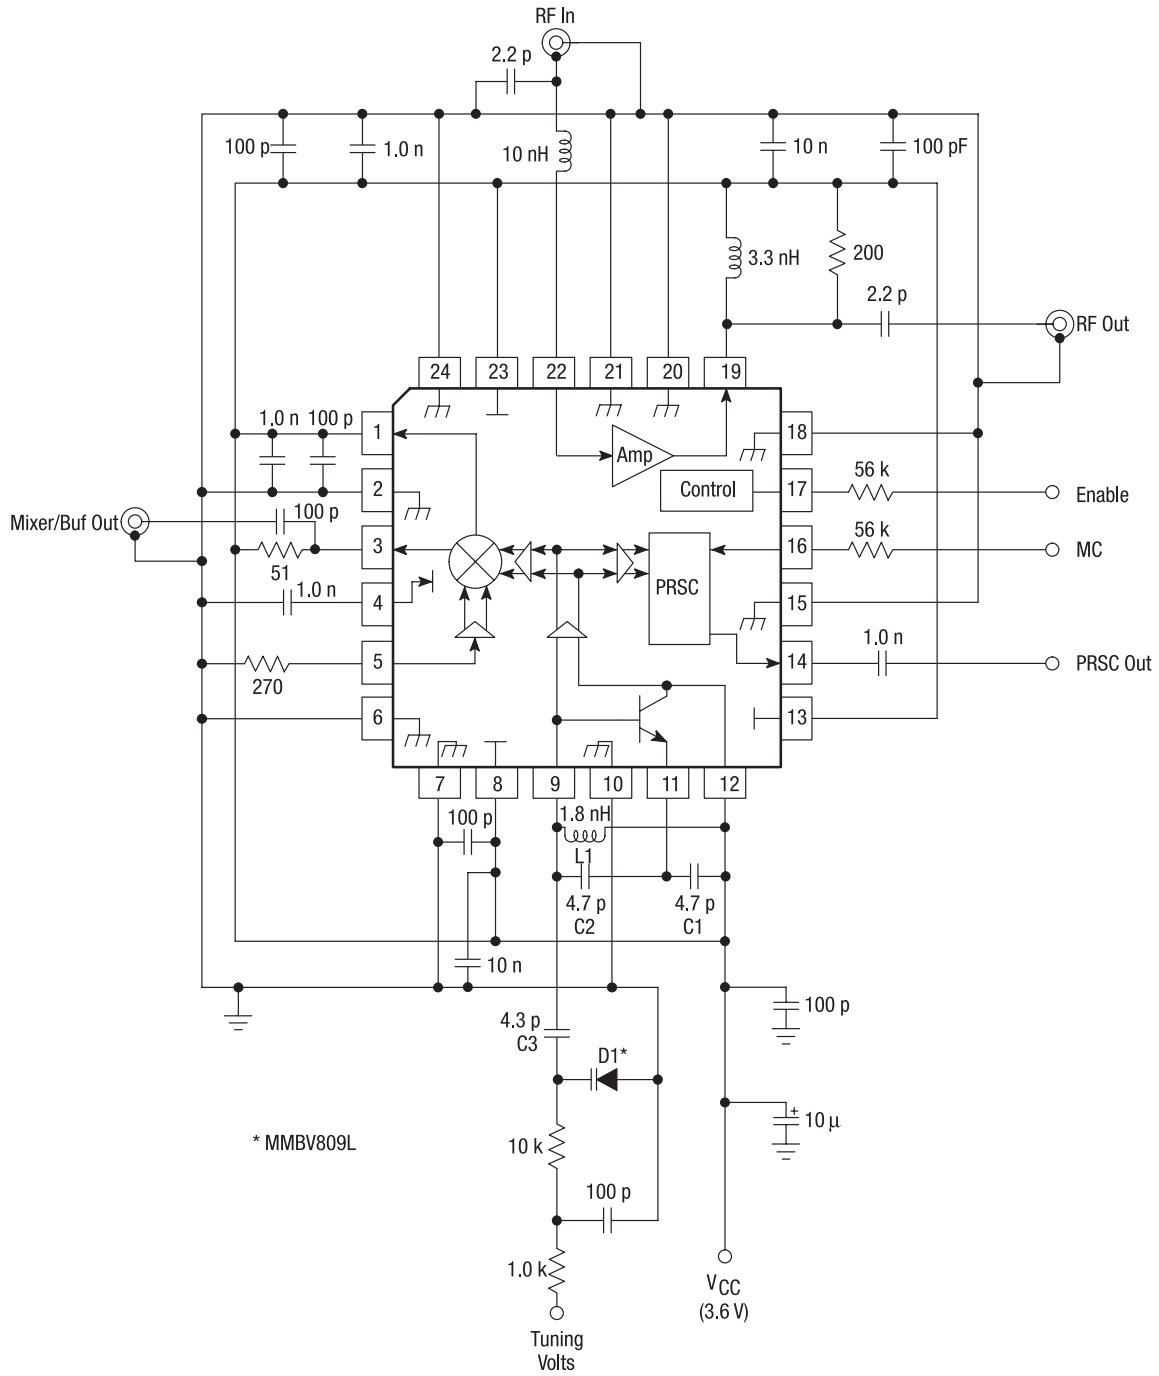 RF In
2.2 p
100 p
1.0 n
10 nH
10 n
100 pF
3.3 nH
200
2.2 p
RF Out
24
23
22
21
20
19
1.0 n 100 p
1
Amp
18
2
Control
17
56 k
Enable
Mixer/Buf Out
100 p
3
51
PRSC
16
56 k
MC
1.0 n
4
15
5
270
14
1.0 n
PRSC Out
6
13
7
8
9
10
11
12
100 p
1.8 nH
L1
4.7 p
C2
4.7 p
C1
10 n
100 p
4.3 p
C3
D1*
+
10 µ
* MMBV809L
10 k
100 p
1.0 k
VCC
(3.6 V)
Tuning
Volts